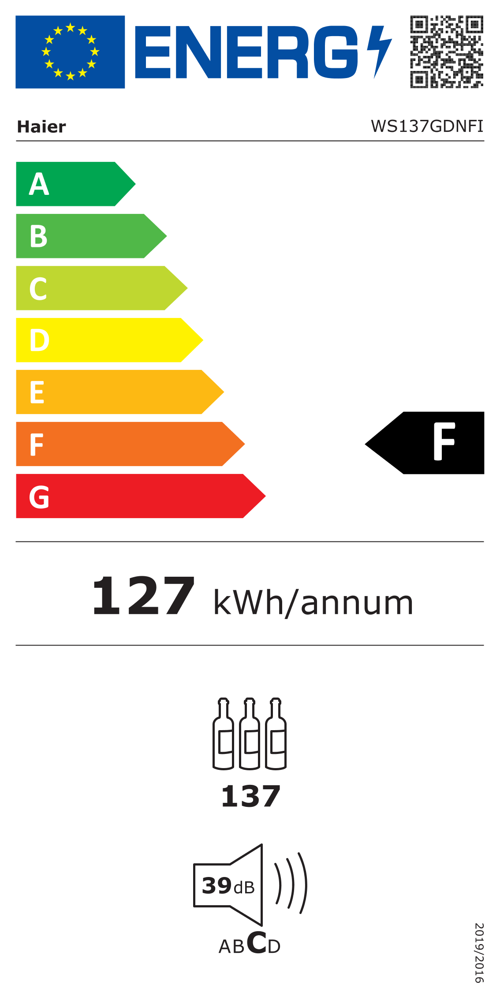 ENERG
Haier
WS137GDNFI
A
B
C
D
E
F
F
G
127 kWh/annum
137
39dB
ABCD
2019/2016